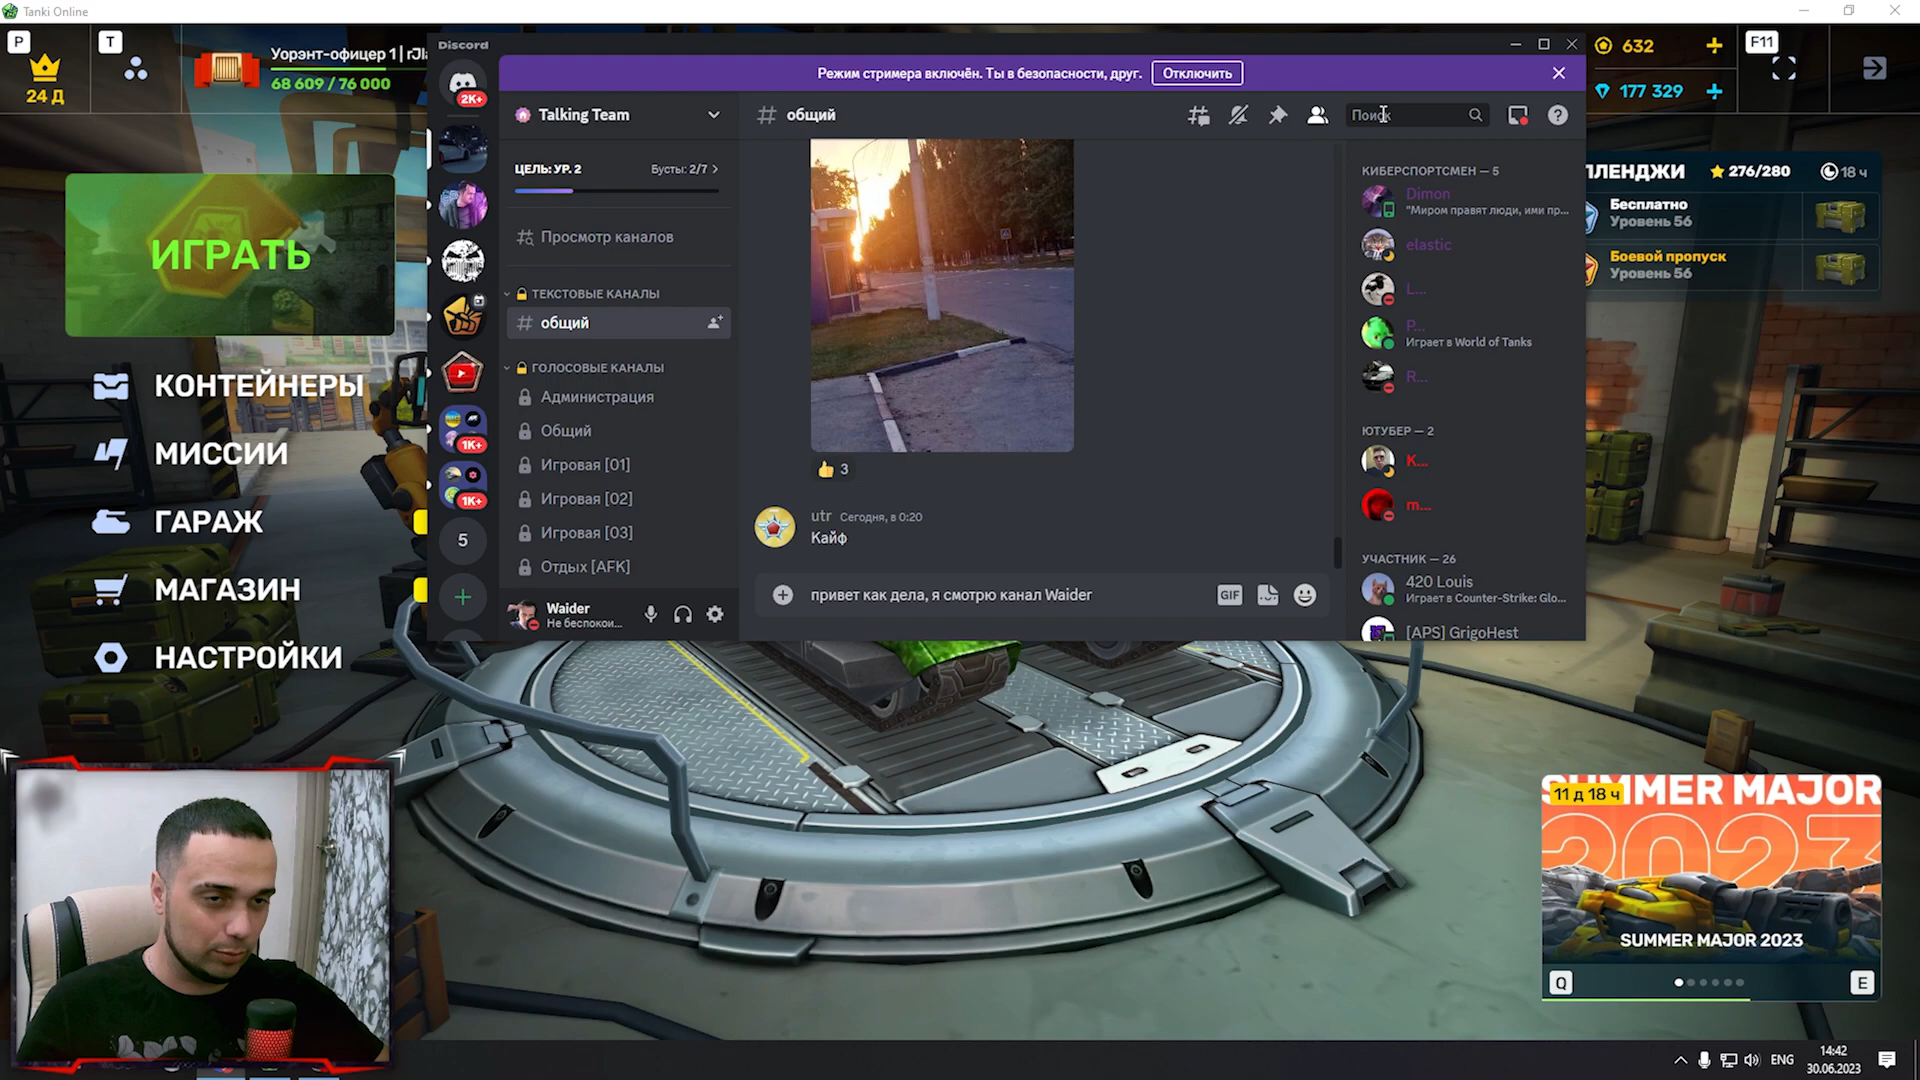 Tanki Online
P
24 Д
T
Уорэнт-офицер 1 | rJla
68 609 / 76 000
ИГРАТЬ
КОНТЕЙНЕРЫ
МИССИИ
ГАРАЖ
МАГАЗИН
НАСТРОЙКИ
Discord
2K+
1K+
1K+
5
Режим стримера включён. Ты в безопасности, друг.
Отключить
Talking Team
ЦЕЛЬ: УР. 2
Бусты: 2/7
Просмотр каналов
ТЕКСТОВЫЕ КАНАЛЫ
общий
ГОЛОСОВЫЕ КАНАЛЫ
Администрация
Общий
Игровая [01]
Игровая [02]
Игровая [03]
Отдых [AFK]
Waider
Не беспокои...
общий
Поиск
3
utr Сегодня, в 0:20
Кайф
привет как дела, я смотрю канал Waider
GIF
КИБЕРСПОРТСМЕН — 5
Dimon
"Миром правят люди, ими пр...
elastic
L...
P...
Играет в World of Tanks
R...
ЮТУБЕР — 2
K...
m...
УЧАСТНИК — 26
420 Louis
Играет в Counter-Strike: Glo...
[APS] GrigoHest
632
177 329
F11
ЛЛЕНДЖИ
276/280
18 ч
Бесплатно
Уровень 56
Боевой пропуск
Уровень 56
SUMMER MAJOR
11 д 18 ч
2023
SUMMER MAJOR 2023
Q
E
ENG
14:42
30.06.2023